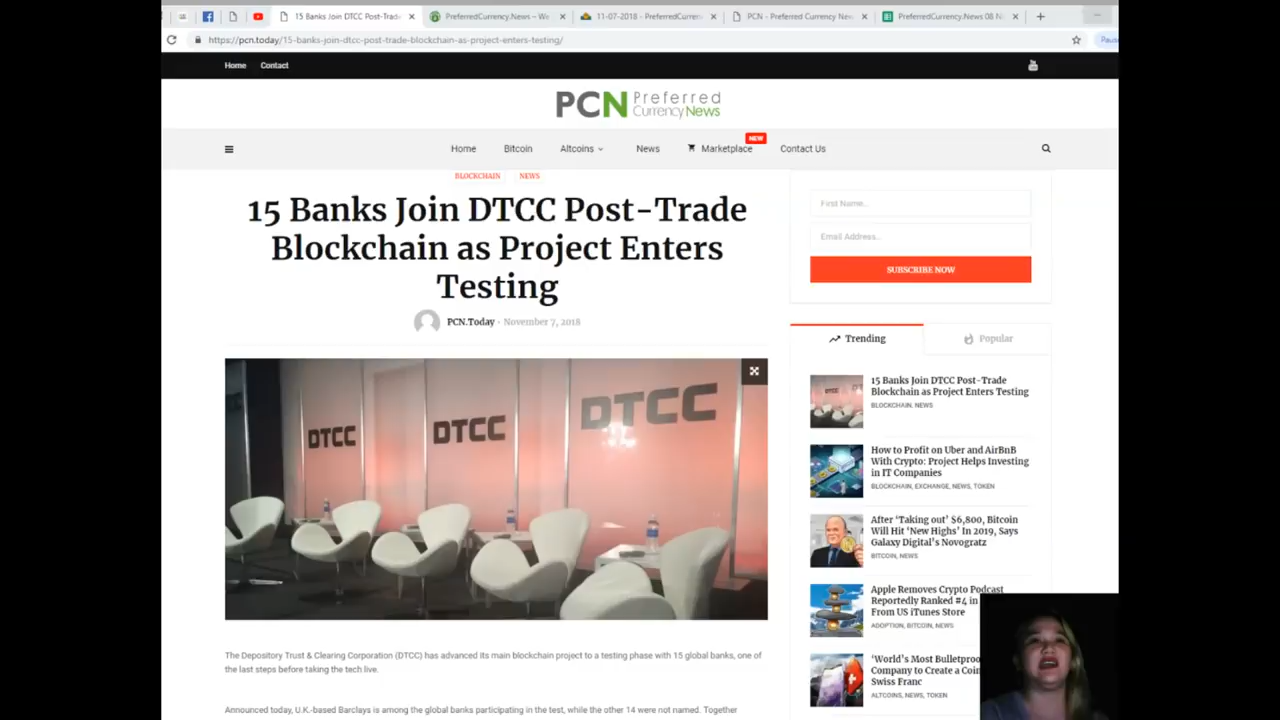 15 Banks Join DTCC Post-Trade
PreferredCurrency.News – We
11-07-2018 - PreferredCurren
PCN - Preferred Currency New
PreferredCurrency.News 08 N
https://pcn.today/15-banks-join-dtcc-post-trade-blockchain-as-project-enters-testing/
Paus
Home Contact
PCN Preferred
CurrencyNews
NEW
Home Bitcoin Altcoins News Marketplace Contact Us
BLOCKCHAIN NEWS
15 Banks Join DTCC Post-Trade
Blockchain as Project Enters
Testing
PCN.Today - November 7, 2018
DTCC DTCC DTCC
The Depository Trust & Clearing Corporation (DTCC) has advanced its main blockchain project to a testing phase with 15 global banks, one of
the last steps before taking the tech live.
Announced today, U.K.-based Barclays is among the global banks participating in the test, while the other 14 were not named. Together
First Name..
Email Address..
SUBSCRIBE NOW
Trending Popular
15 Banks Join DTCC Post-Trade
Blockchain as Project Enters Testing
BLOCKCHAIN, NEWS
How to Profit on Uber and AirBnB
With Crypto: Project Helps Investing
in IT Companies
BLOCKCHAIN, EXCHANGE, NEWS, TOKEN
After ‘Taking out’ $6,800, Bitcoin
Will Hit ‘New Highs’ In 2019, Says
Galaxy Digital’s Novogratz
BITCOIN, NEWS
Apple Removes Crypto Podcast
Reportedly Ranked #4 in
From US iTunes Store
ADOPTION, BITCOIN, NEWS
‘World’s Most Bulletproo
Company to Create a Coin
Swiss Franc
ALTCOINS, NEWS, TOKEN